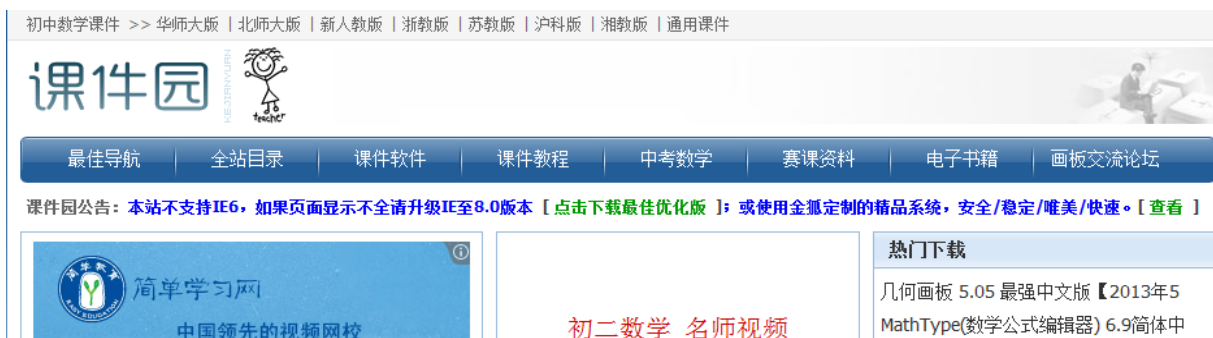 初中数学课件 >> 华师大版 | 北师大版 | 新人教版 | 浙教版 | 苏教版 | 沪科版 | 湘教版 | 通用课件
课件园
KEJIANYUAN
teacher
最佳导航 全站目录 课件软件 课件教程 中考数学 赛课资料 电子书籍 画板交流论坛
课件园公告：本站不支持IE6，如果页面显示不全请升级IE至8.0版本 [ 点击下载最佳优化版 ]；或使用金狐定制的精品系统，安全/稳定/唯美/快速。[ 查看 ]
简单教育
EASY EDUCATION
简单学习网
中国领先的视频网校
初二数学 名师视频
热门下载
几何画板 5.05 最强中文版【2013年5
MathType(数学公式编辑器) 6.9简体中